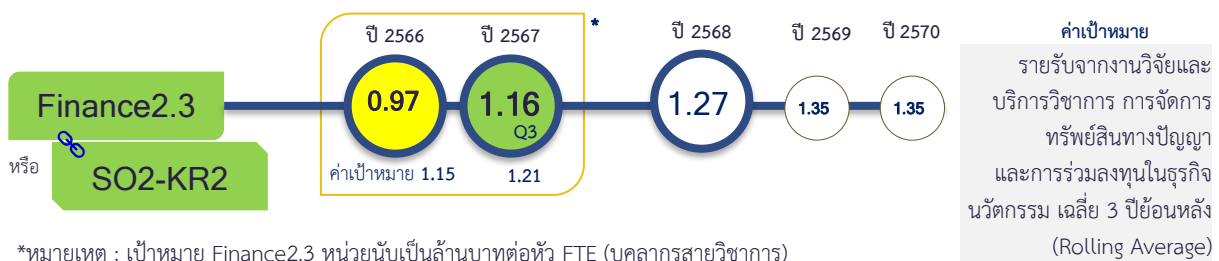 ปี 2566 ปี 2567 * ปี 2568 ปี 2569 ปี 2570 ค่าเป้าหมาย
Finance2.3 0.97 1.16 1.27 1.35 1.35
Q3
หรือ SO2-KR2 ค่าเป้าหมาย 1.15 1.21
รายรับจากงานวิจัยและ
บริการวิชาการ การจัดการ
ทรัพย์สินทางปัญญา
และการร่วมลงทุนในธุรกิจ
นวัตกรรม เฉลี่ย 3 ปีย้อนหลัง
(Rolling Average)
*หมายเหตุ : เป้าหมาย Finance2.3 หน่วยนับเป็นล้านบาทต่อหัว FTE (บุคลากรสายวิชาการ)